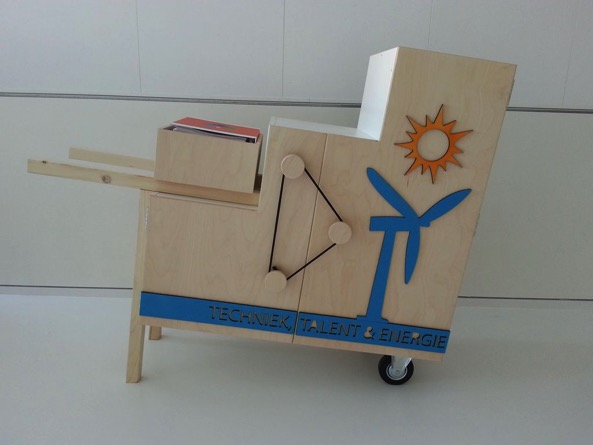 TECHNIEK, TALENT & ENERGIE